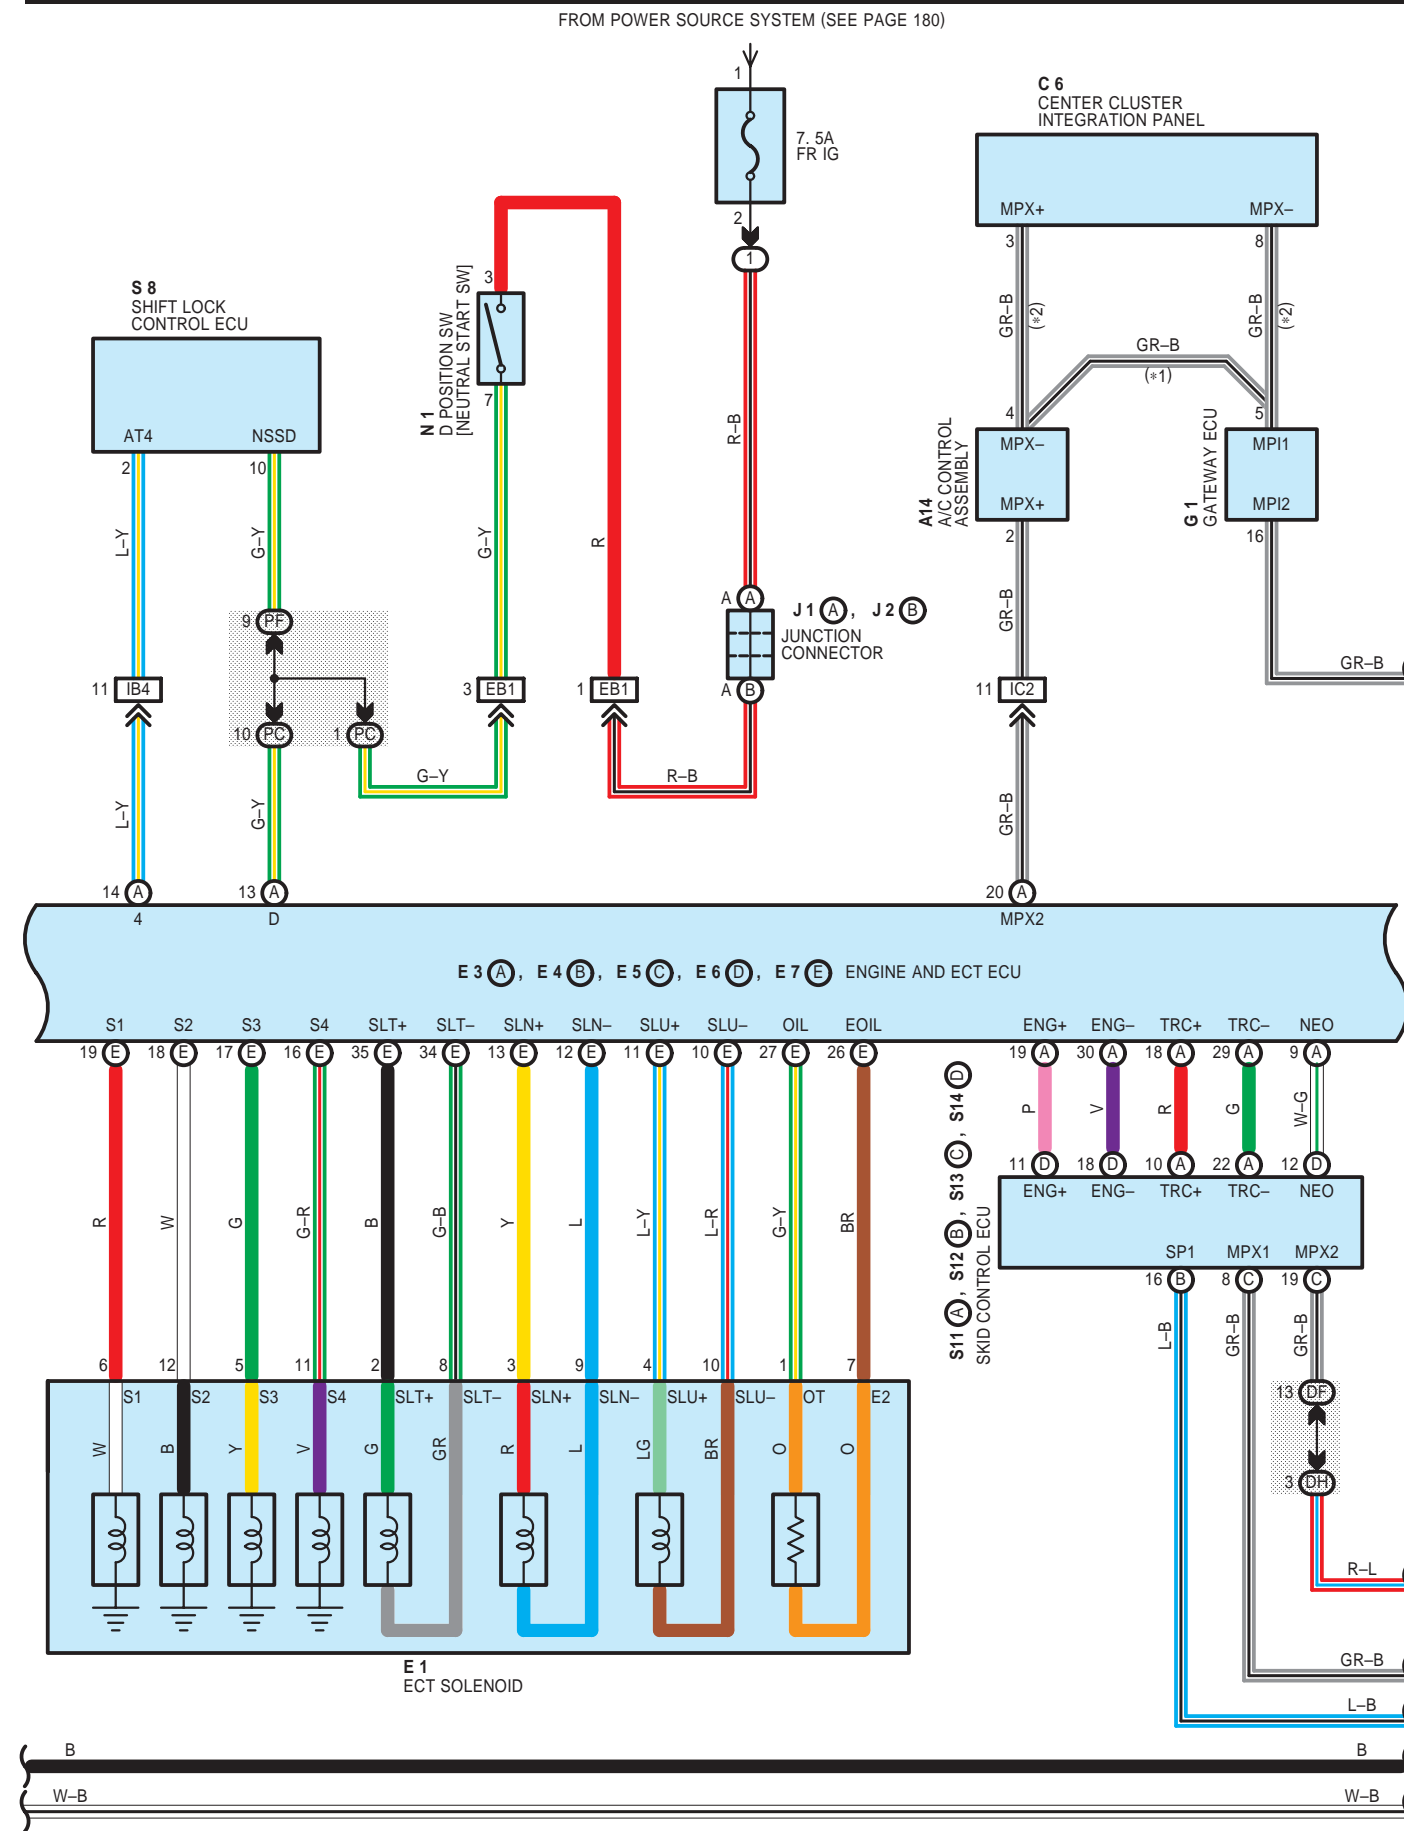 FROM POWER SOURCE SYSTEM (SEE PAGE 180)
1
7. 5A
FR IG
2
1
C 6
CENTER CLUSTER
INTEGRATION PANEL
MPX+ MPX–
3 8
GR–B
(∗2)
GR–B
(∗2)
GR–B
(∗1)
S 8
SHIFT LOCK
CONTROL ECU
AT4 NSSD
2 10
3
N 1
D POSITION SW
[NEUTRAL START SW]
7
4
MPX–
MPX+
2
A14
A/C CONTROL
ASSEMBLY
5
MPI1
MPI2
16
G 1
GATEWAY ECU
L–Y
G–Y
G–Y
R
R–B
GR–B
GR–B
9 PF
11 IB4
10 PC
1 PC
3 EB1
1 EB1
A A
J 1 A , J 2 B
JUNCTION
CONNECTOR
A B
11 IC2
G–Y
R–B
L–Y
G–Y
GR–B
14 A
13 A
20 A
4 D MPX2
E 3 A , E 4 B , E 5 C , E 6 D , E 7 E ENGINE AND ECT ECU
S1 S2 S3 S4 SLT+ SLT– SLN+ SLN– SLU+ SLU– OIL EOIL
ENG+ ENG– TRC+ TRC– NEO
19 E 18 E 17 E 16 E 35 E 34 E 13 E 12 E 11 E 10 E 27 E 26 E
19 A 30 A 18 A 29 A 9 A
P V R G W–G
11 D 18 D 10 A 22 A 12 D
ENG+ ENG– TRC+ TRC– NEO
S11 A , S12 B , S13 C , S14 D
SKID CONTROL ECU
SP1 MPX1 MPX2
16 B 8 C 19 C
R W G G–R B G–B Y L L–Y L–R G–Y BR
L–B GR–B GR–B
6 12 5 11 2 8 3 9 4 10 1 7
S1 S2 S3 S4 SLT+ SLT– SLN+ SLN– SLU+ SLU– OT E2
W B Y V G GR R L LG BR O O
13 DF
3 DH
R–L
E 1
ECT SOLENOID
GR–B
L–B
B B
W–B W–B